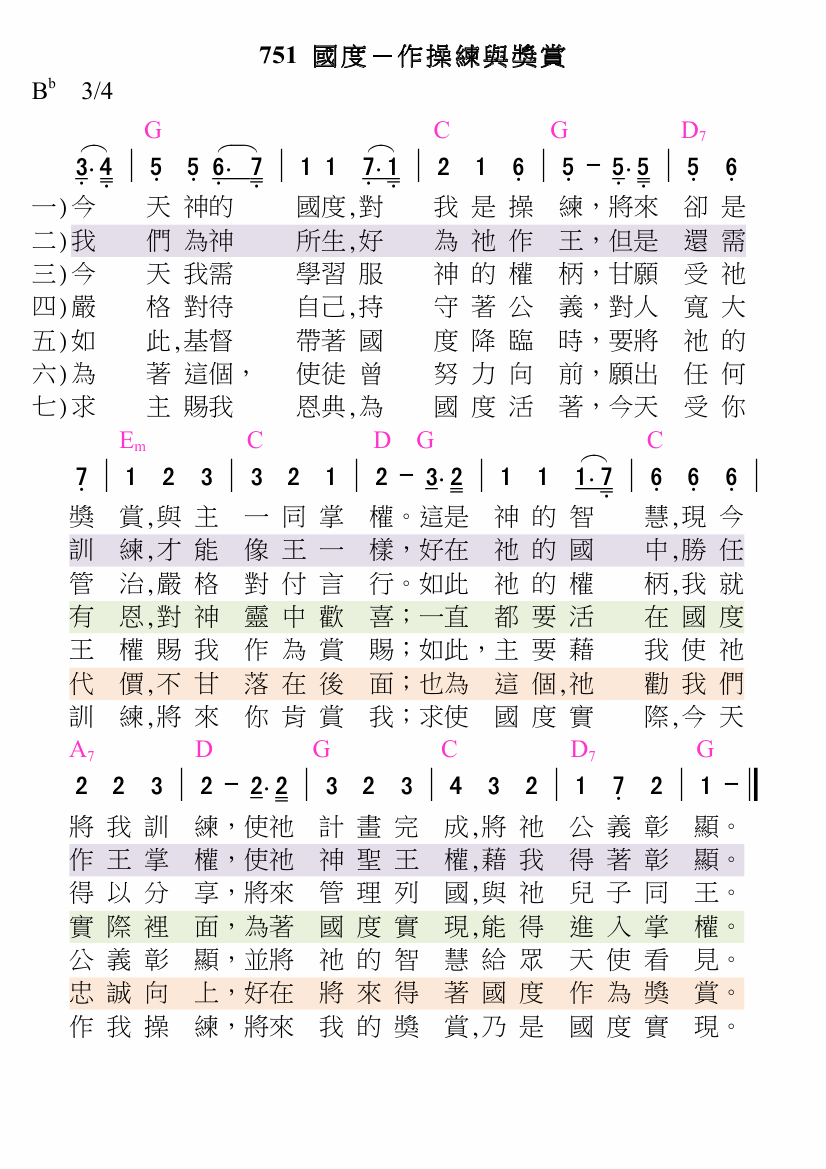 751 國度－作操練與獎賞
Bb 3/4
G C G D7
3· 4 | 5 5 6· 7 | 1 1 7· 1 | 2 1 6 | 5 - 5· 5 | 5 6
一)今 天 神的 國度,對 我 是 操 練，將來 卻 是
二)我 們 為神 所生,好 為 祂 作 王，但是 還 需
三)今 天 我需 學習 服 神 的 權 柄，甘願 受 祂
四)嚴 格 對待 自己,持 守 著 公 義，對人 寬 大
五)如 此,基督 帶著 國 度 降 臨 時，要將 祂 的
六)為 著 這個， 使徒 曾 努 力 向 前，願出 任 何
七)求 主 賜我 恩典,為 國 度 活 著，今天 受 你
Em C D G C
7 | 1 2 3 | 3 2 1 | 2 - 3· 2 | 1 1 1· 7 | 6 6 6 |
獎 賞,與 主 一 同 掌 權。這是 神 的 智 慧,現 今
訓 練,才 能 像 王 一 樣，好在 祂 的 國 中,勝 任
管 治,嚴 格 對 付 言 行。如此 祂 的 權 柄,我 就
有 恩,對 神 靈 中 歡 喜；一直 都 要 活 在 國 度
王 權 賜 我 作 為 賞 賜；如此，主 要 藉 我 使 祂
代 價,不 甘 落 在 後 面；也為 這 個,祂 勸 我 們
訓 練,將 來 你 肯 賞 我；求使 國 度 實 際,今 天
A7 D G C D7 G
2 2 3 | 2 - 2· 2 | 3 2 3 | 4 3 2 | 1 7 2 | 1 - ‖
將 我 訓 練，使祂 計 畫 完 成,將 祂 公 義 彰 顯。
作 王 掌 權，使祂 神 聖 王 權,藉 我 得 著 彰 顯。
得 以 分 享，將來 管 理 列 國,與 祂 兒 子 同 王。
實 際 裡 面，為著 國 度 實 現,能 得 進 入 掌 權。
公 義 彰 顯，並將 祂 的 智 慧 給 眾 天 使 看 見。
忠 誠 向 上，好在 將 來 得 著 國 度 作 為 獎 賞。
作 我 操 練，將來 我 的 獎 賞,乃 是 國 度 實 現。